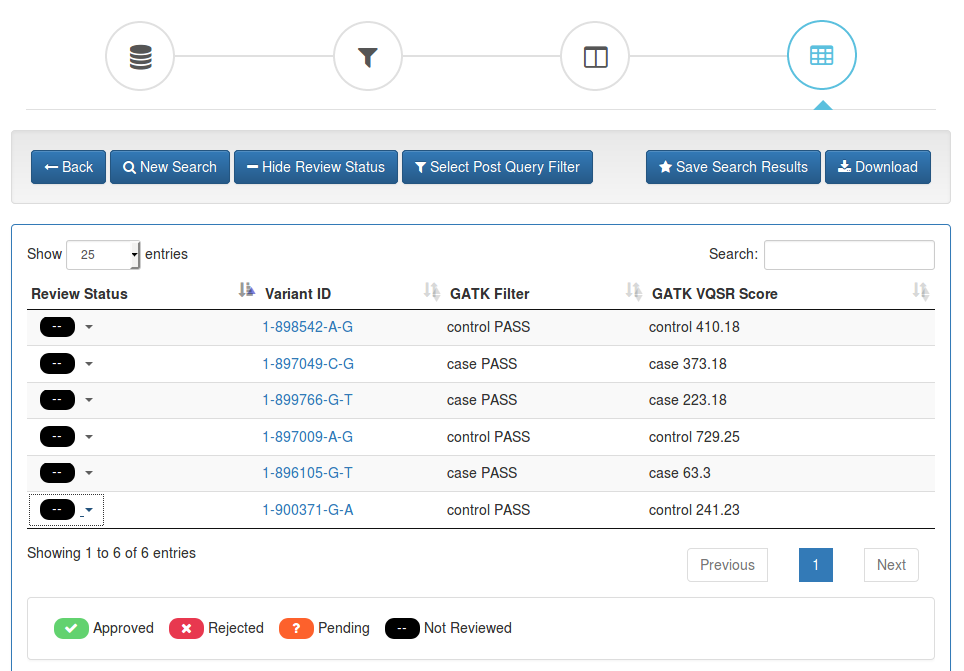 Back New Search Hide Review Status Select Post Query Filter Save Search Results Download
Show 25 entries Search:
Review Status Variant ID GATK Filter GATK VQSR Score
-- 1-898542-A-G control PASS control 410.18
-- 1-897049-C-G case PASS case 373.18
-- 1-899766-G-T case PASS case 223.18
-- 1-897009-A-G control PASS control 729.25
-- 1-896105-G-T case PASS case 63.3
-- 1-900371-G-A control PASS control 241.23
Showing 1 to 6 of 6 entries
Previous 1 Next
Approved Rejected ? Pending -- Not Reviewed